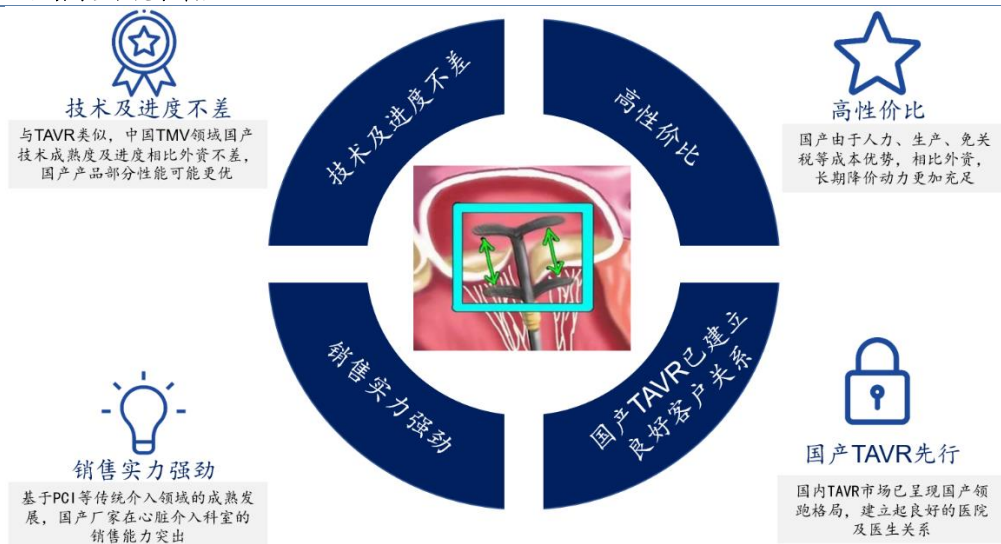 技术及进度不差
与TAVR类似，中国TMV领域国产
技术成熟度及进度相比外资不差，
国产产品部分性能可能更优
技术及进度不差
高性价比
高性价比
国产由于人力、生产、免关
税等成本优势，相比外资，
长期降价动力更加充足
销售实力强劲
国产TAVR已建立
良好客户关系
销售实力强劲
基于PCI等传统介入领域的成熟发
展，国产厂家在心脏介入科室的
销售能力突出
国产TAVR先行
国内TAVR市场已呈现国产领
跑格局，建立起良好的医院
及医生关系